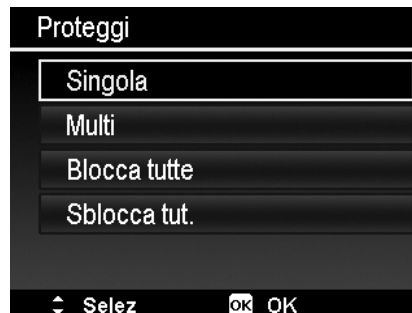 Proteggi
Singola
Multi
Blocca tutte
Sblocca tut.
Selez OK OK